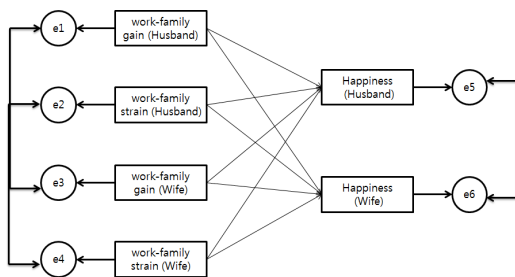 e1
work-family
gain (Husband)
e2
work-family
strain (Husband)
e3
work-family
gain (Wife)
e4
work-family
strain (Wife)
Happiness
(Husband)
e5
Happiness
(Wife)
e6